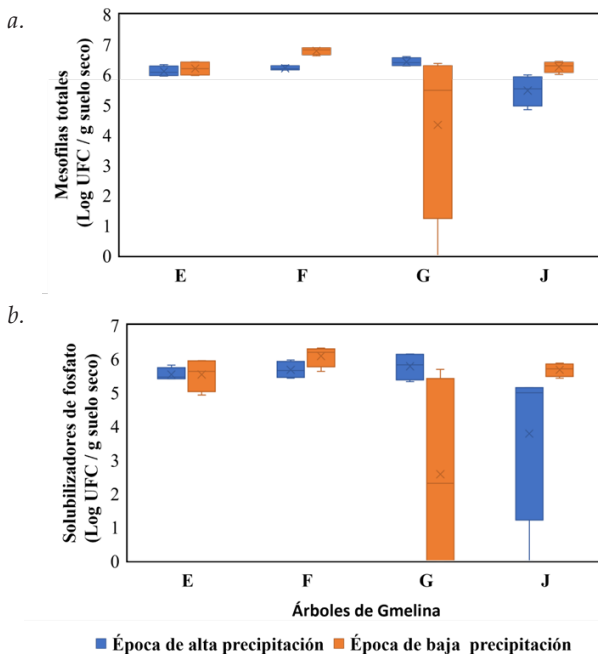 a.
Mesofilas totales
(Log UFC / g suelo seco)
8
7
6
5
4
3
2
1
0
E F G J
b.
Solubilizadores de fosfato
(Log UFC / g suelo seco)
7
6
5
4
3
2
1
0
E F G J
Árboles de Gmelina
Época de alta precipitación Época de baja precipitación